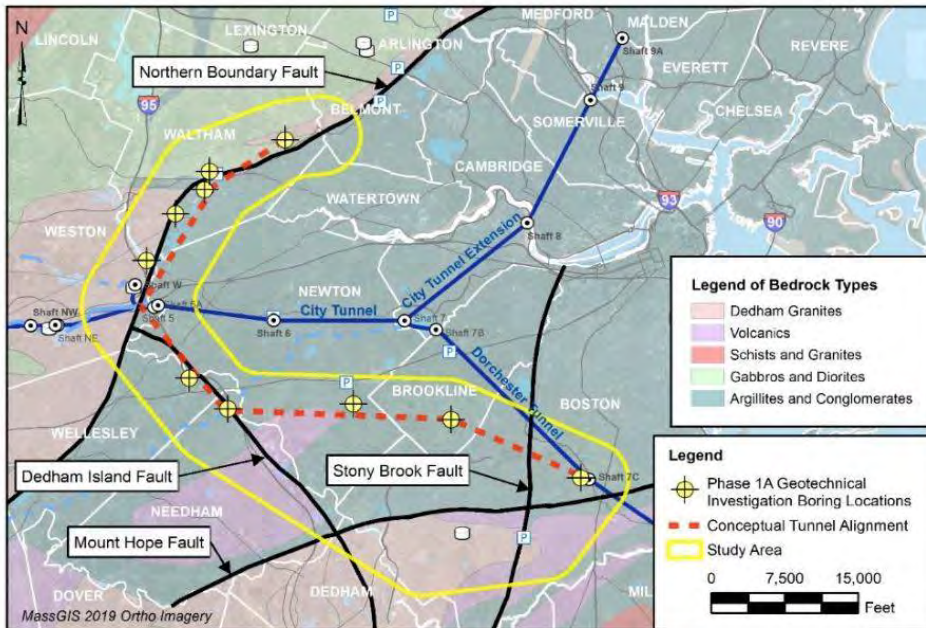 MEDFORD
MALDEN
N
LEXINGTON
P
LINCOLN
ARLINGTON
Shaft 9A
REVERE
EVERETT
Northern Boundary Fault
P
95
P
BELMONT
Shaft 9
CHELSEA
SOMERVILLE
WALTHAM
CAMBRIDGE
WATERTOWN
93
WESTON
90
Shaft 8
City Tunnel Extension
Legend of Bedrock Types
Dedham Granites
Volcanics
Schists and Granites
Gabbros and Diorites
Argillites and Conglomerates
Shaft W
NEWTON
Shaft 5A
Shaft NW
Shaft 5
City Tunnel
Shaft 7
Shaft NE
Shaft 6
Shaft 7B
P
Dorchester Tunnel
P
BROOKLINE
BOSTON
WELLESLEY
Legend
Phase 1A Geotechnical
Investigation Boring Locations
Conceptual Tunnel Alignment
Study Area
0 7,500 15,000
Feet
Dedham Island Fault
Stony Brook Fault
Shaft 7C
NEEDHAM
P
Mount Hope Fault
P
DOVER
DEDHAM
MIL
MassGIS 2019 Ortho Imagery